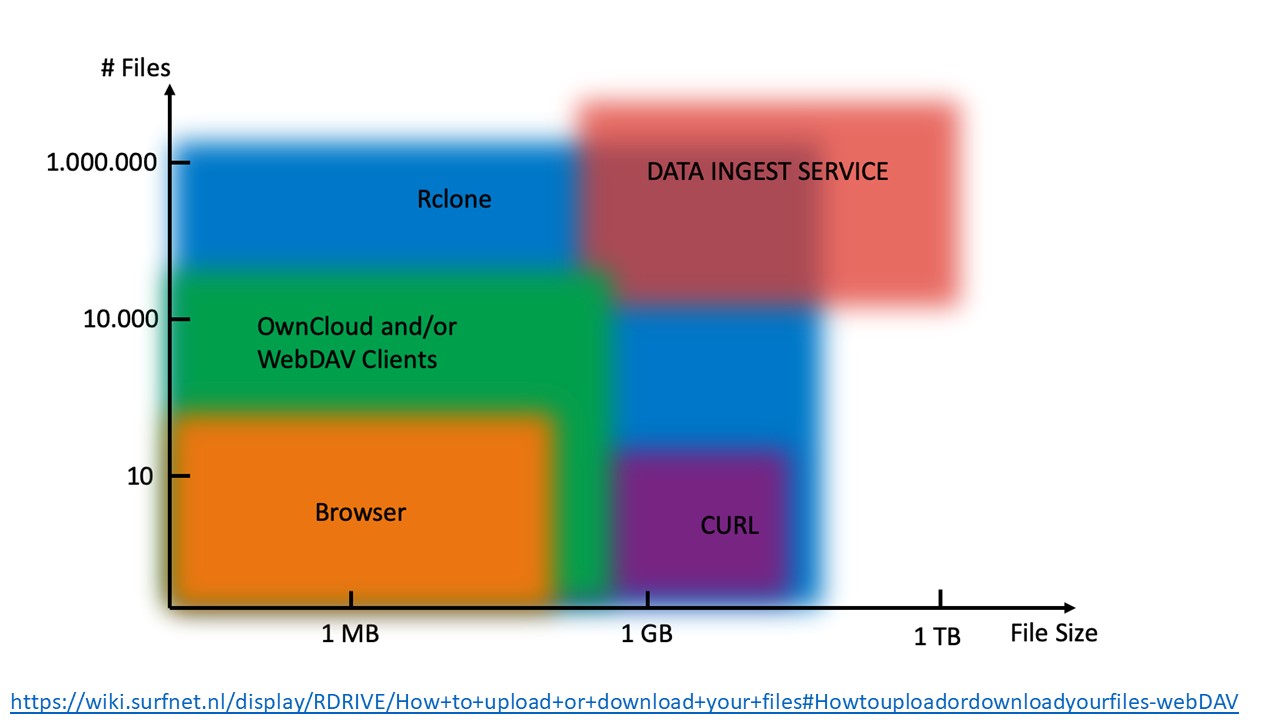 # Files
1.000.000
DATA INGEST SERVICE
Rclone
10.000
OwnCloud and/or
WebDAV Clients
10
Browser
CURL
1 MB
1 GB
1 TB
File Size
https://wiki.surfnet.nl/display/RDRIVE/How+to+upload+or+download+your+files#Howtouploadordownloadyourfiles-webDAV